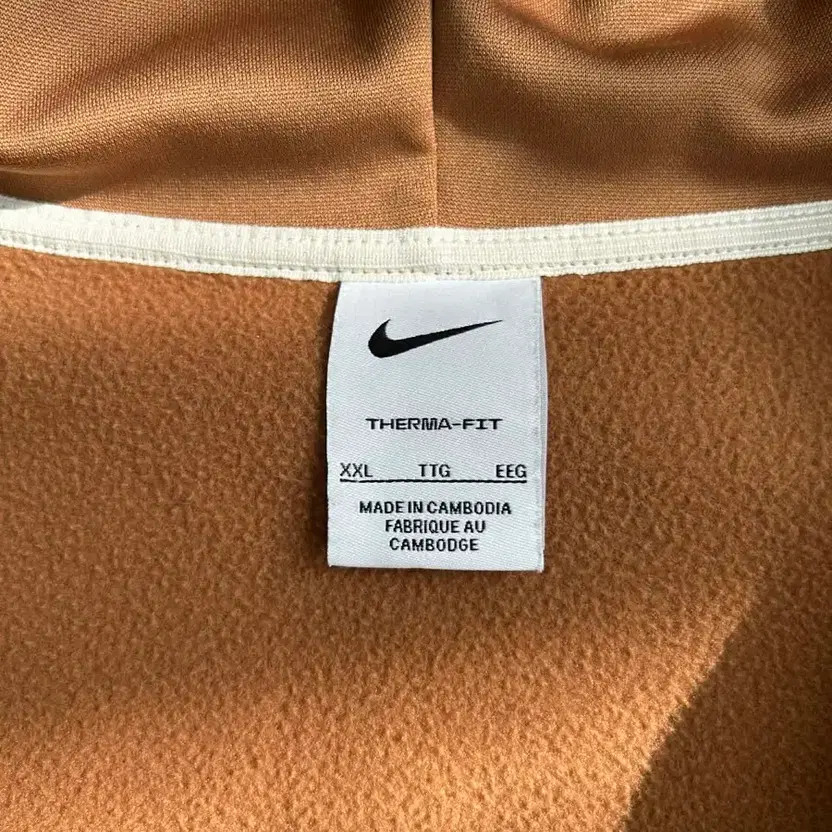 THERMA-FIT
XXL TTG EEG
MADE IN CAMBODIA
FABRIQUE AU
CAMBODGE